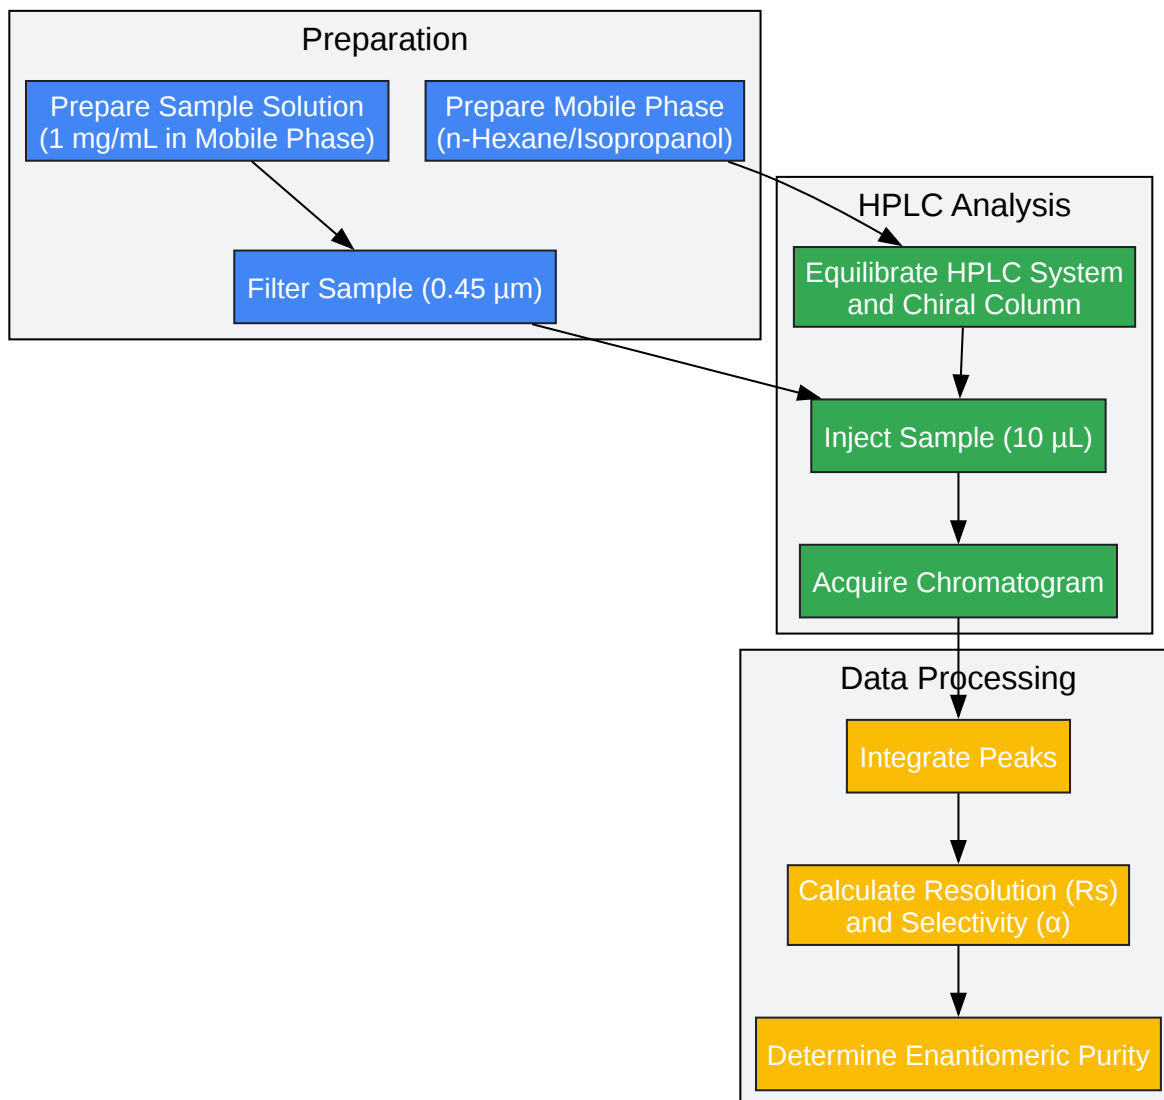 Preparation
Prepare Sample Solution
(1 mg/mL in Mobile Phase)
Prepare Mobile Phase
(n-Hexane/Isopropanol)
Filter Sample (0.45 µm)
HPLC Analysis
Equilibrate HPLC System
and Chiral Column
Inject Sample (10 µL)
Acquire Chromatogram
Data Processing
Integrate Peaks
Calculate Resolution (Rs)
and Selectivity (α)
Determine Enantiomeric Purity